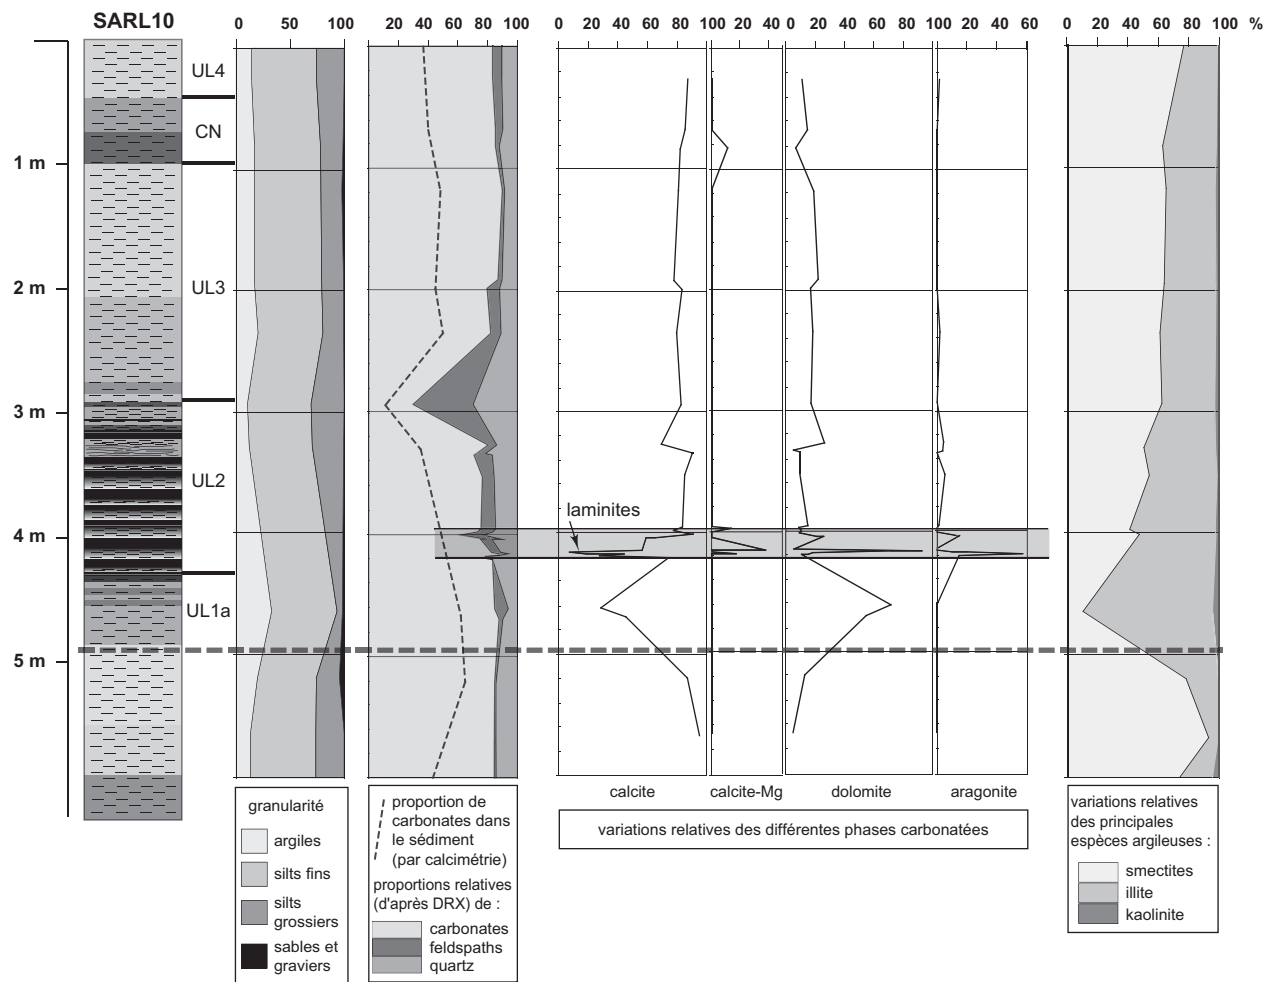 SARL10
0 50 100
20 40 60 80 100
0 20 40 60 80 100
20 40
0 20 40 60 80
100
20 40 60 80 100
0 20 40 60 80 100 %
UL4
CN
1 m
2 m
UL3
3 m
UL2
laminites
4 m
UL1a
5 m
calcite
calcite-Mg
dolomite
aragonite
variations relatives des différentes phases carbonatées
granularité
argiles
silts fins
silts
grossiers
sables et
graviers
proportion de
carbonates dans
le sédiment
(par calcimétrie)
proportions relatives
(d'après DRX) de :
carbonates
feldspaths
quartz
variations relatives
des principales
espèces argileuses :
smectites
illite
kaolinite